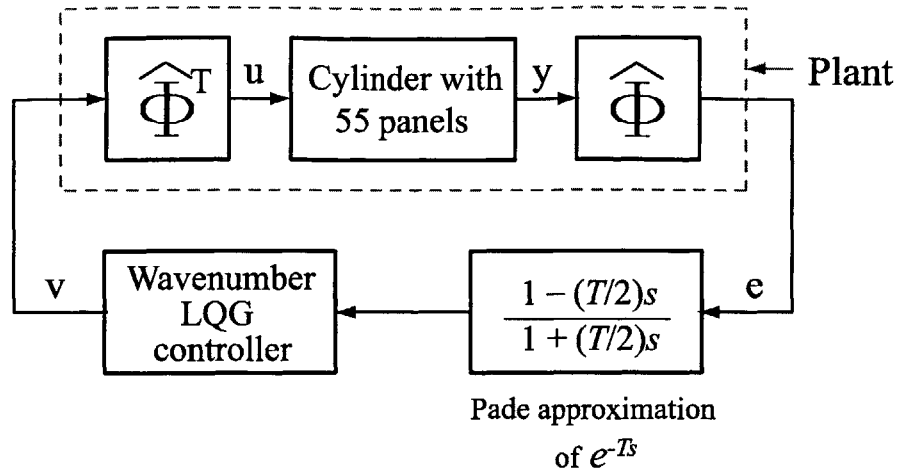 Φ̂ᵀ
u
Cylinder with
55 panels
y
Φ̂
Plant
v
Wavenumber
LQG
controller
1 − (T/2)s
1 + (T/2)s
e
Pade approximation
of e^-Ts